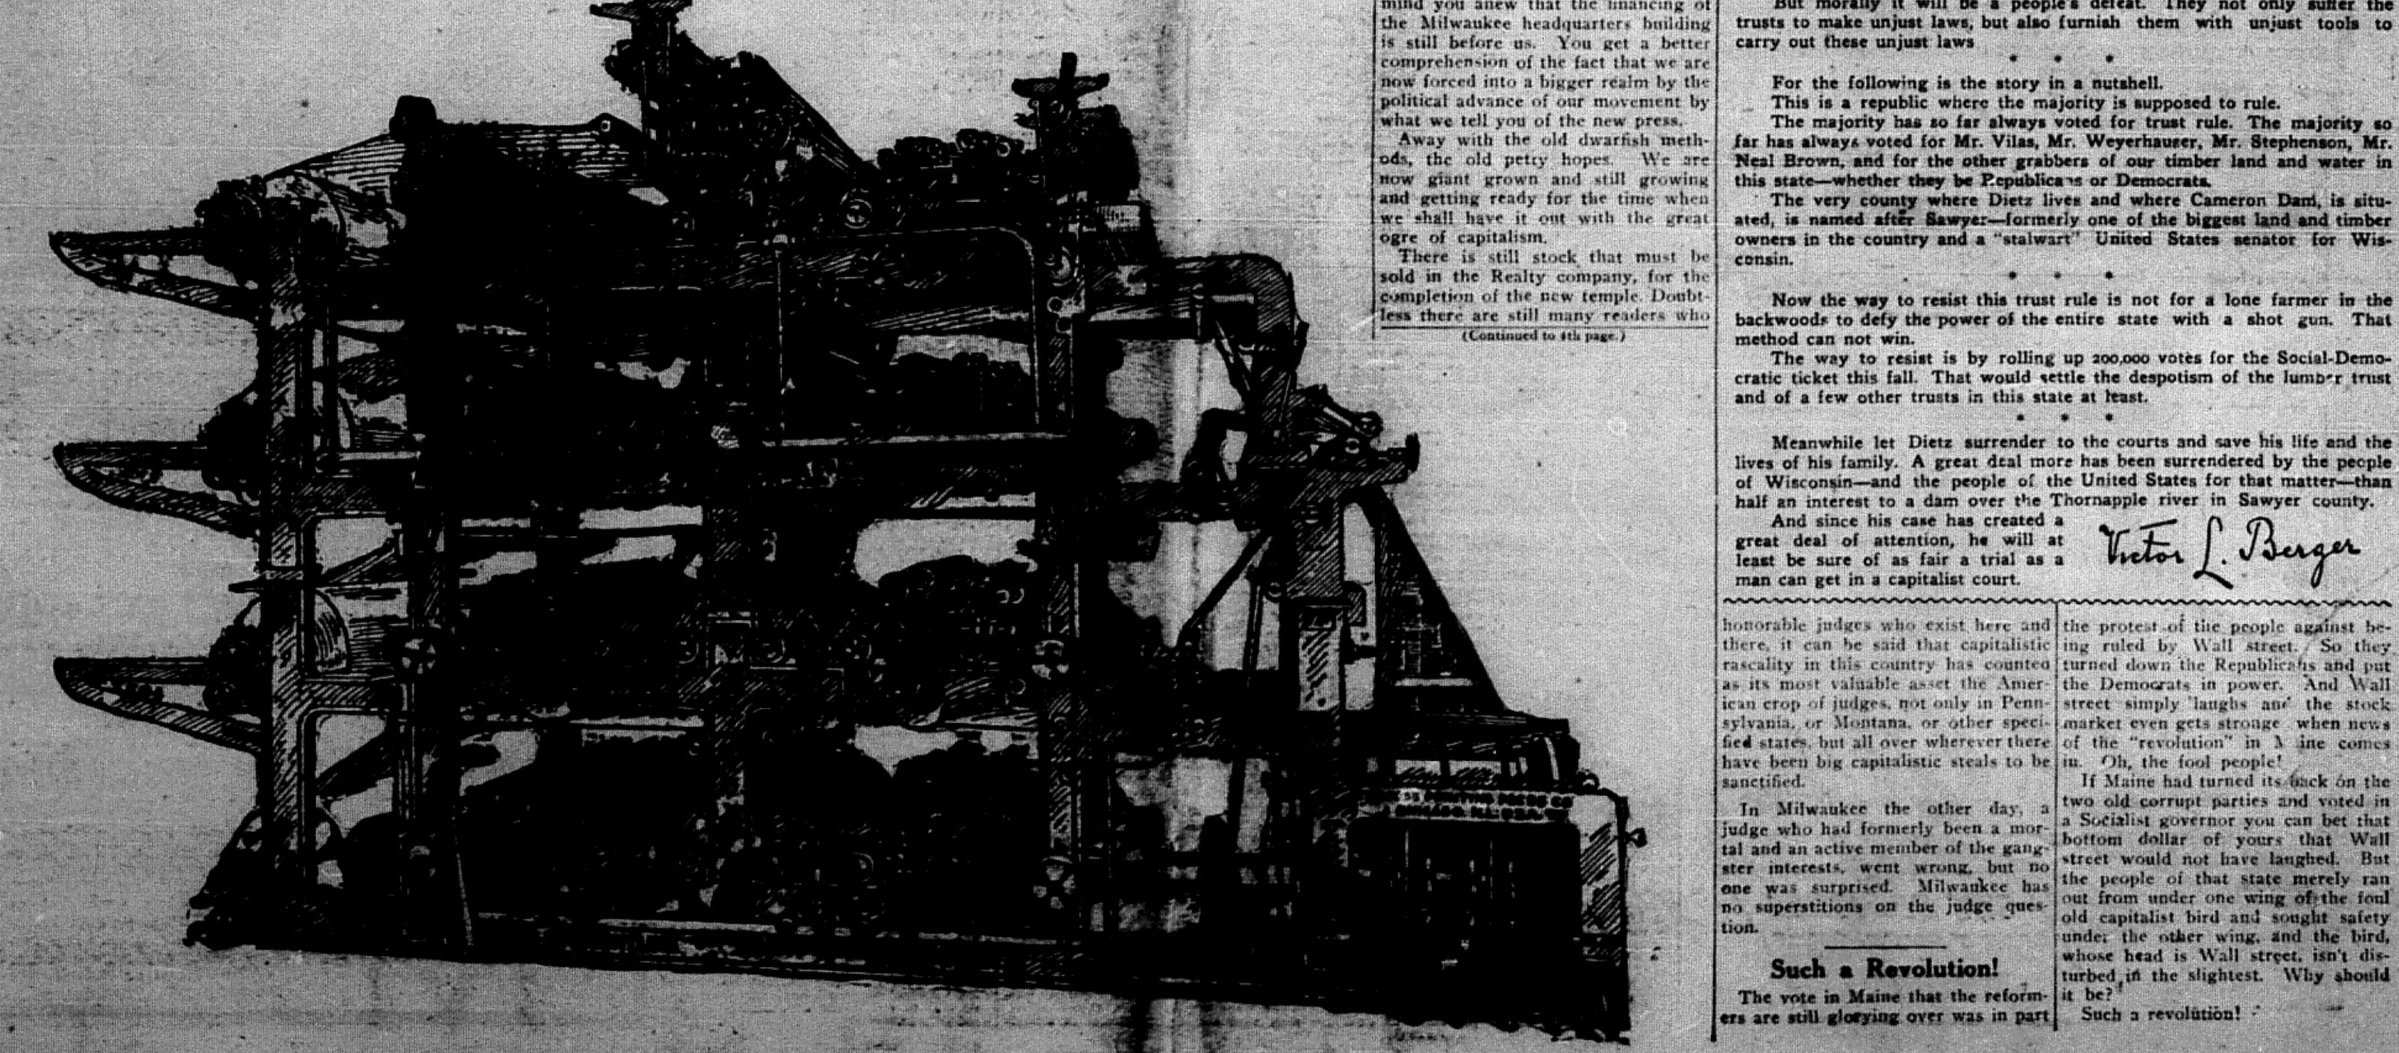 mind you anew that the financing of
the Milwaukee headquarters building
is still before us. You get a better
comprehension of the fact that we are
now forced into a bigger realm by the
political advance of our movement by
what we tell you of the new press.
Away with the old dwarfish meth-
ods, the old petty hopes. We are
now giant grown and still growing
and getting ready for the time when
we shall have it out with the great
ogre of capitalism.
There is still stock that must be
sold in the Realty company, for the
completion of the new temple. Doubt-
less there are still many readers who
(Continued to 4th page.)
But morally it will be a people's defeat. They not only suffer the
trusts to make unjust laws, but also furnish them with unjust tools to
carry out these unjust laws
* * *
For the following is the story in a nutshell.
This is a republic where the majority is supposed to rule.
The majority has so far always voted for trust rule. The majority so
far has always voted for Mr. Vilas, Mr. Weyerhauser, Mr. Stephenson, Mr.
Neal Brown, and for the other grabbers of our timber land and water in
this state—whether they be Republicans or Democrats.
The very county where Dietz lives and where Cameron Dam, is situ-
ated, is named after Sawyer—formerly one of the biggest land and timber
owners in the country and a "stalwart" United States senator for Wis-
consin.
* * *
Now the way to resist this trust rule is not for a lone farmer in the
backwoods to defy the power of the entire state with a shot gun. That
method can not win.
The way to resist is by rolling up 200,000 votes for the Social-Demo-
cratic ticket this fall. That would settle the despotism of the lumber trust
and of a few other trusts in this state at least.
* * *
Meanwhile let Dietz surrender to the courts and save his life and the
lives of his family. A great deal more has been surrendered by the people
of Wisconsin—and the people of the United States for that matter—than
half an interest to a dam over the Thornapple river in Sawyer county.
And since his case has created a
great deal of attention, he will at
least be sure of as fair a trial as a
man can get in a capitalist court.
Victor L. Berger
honorable judges who exist here and
there, it can be said that capitalistic
rascality in this country has counted
as its most valuable asset the Amer-
ican crop of judges, not only in Penn-
sylvania, or Montana, or other speci-
fied states, but all over wherever there
have been big capitalistic steals to be
sanctified.
In Milwaukee the other day, a
judge who had formerly been a mor-
tal and an active member of the gang-
ster interests, went wrong, but no
one was surprised. Milwaukee has
no superstitions on the judge ques-
tion.
Such a Revolution!
The vote in Maine that the reform-
ers are still glorying over was in part
the protest of the people against be-
ing ruled by Wall street. So they
turned down the Republicans and put
the Democrats in power. And Wall
street simply laughs and the stock
market even gets stronge when news
of the "revolution" in M ine comes
in. Oh, the fool people!
If Maine had turned its back on the
two old corrupt parties and voted in
a Socialist governor you can bet that
bottom dollar of yours that Wall
street would not have laughed. But
the people of that state merely ran
out from under one wing of the foul
old capitalist bird and sought safety
under the other wing, and the bird,
whose head is Wall street, isn't dis-
turbed in the slightest. Why should
it be?
Such a revolution!